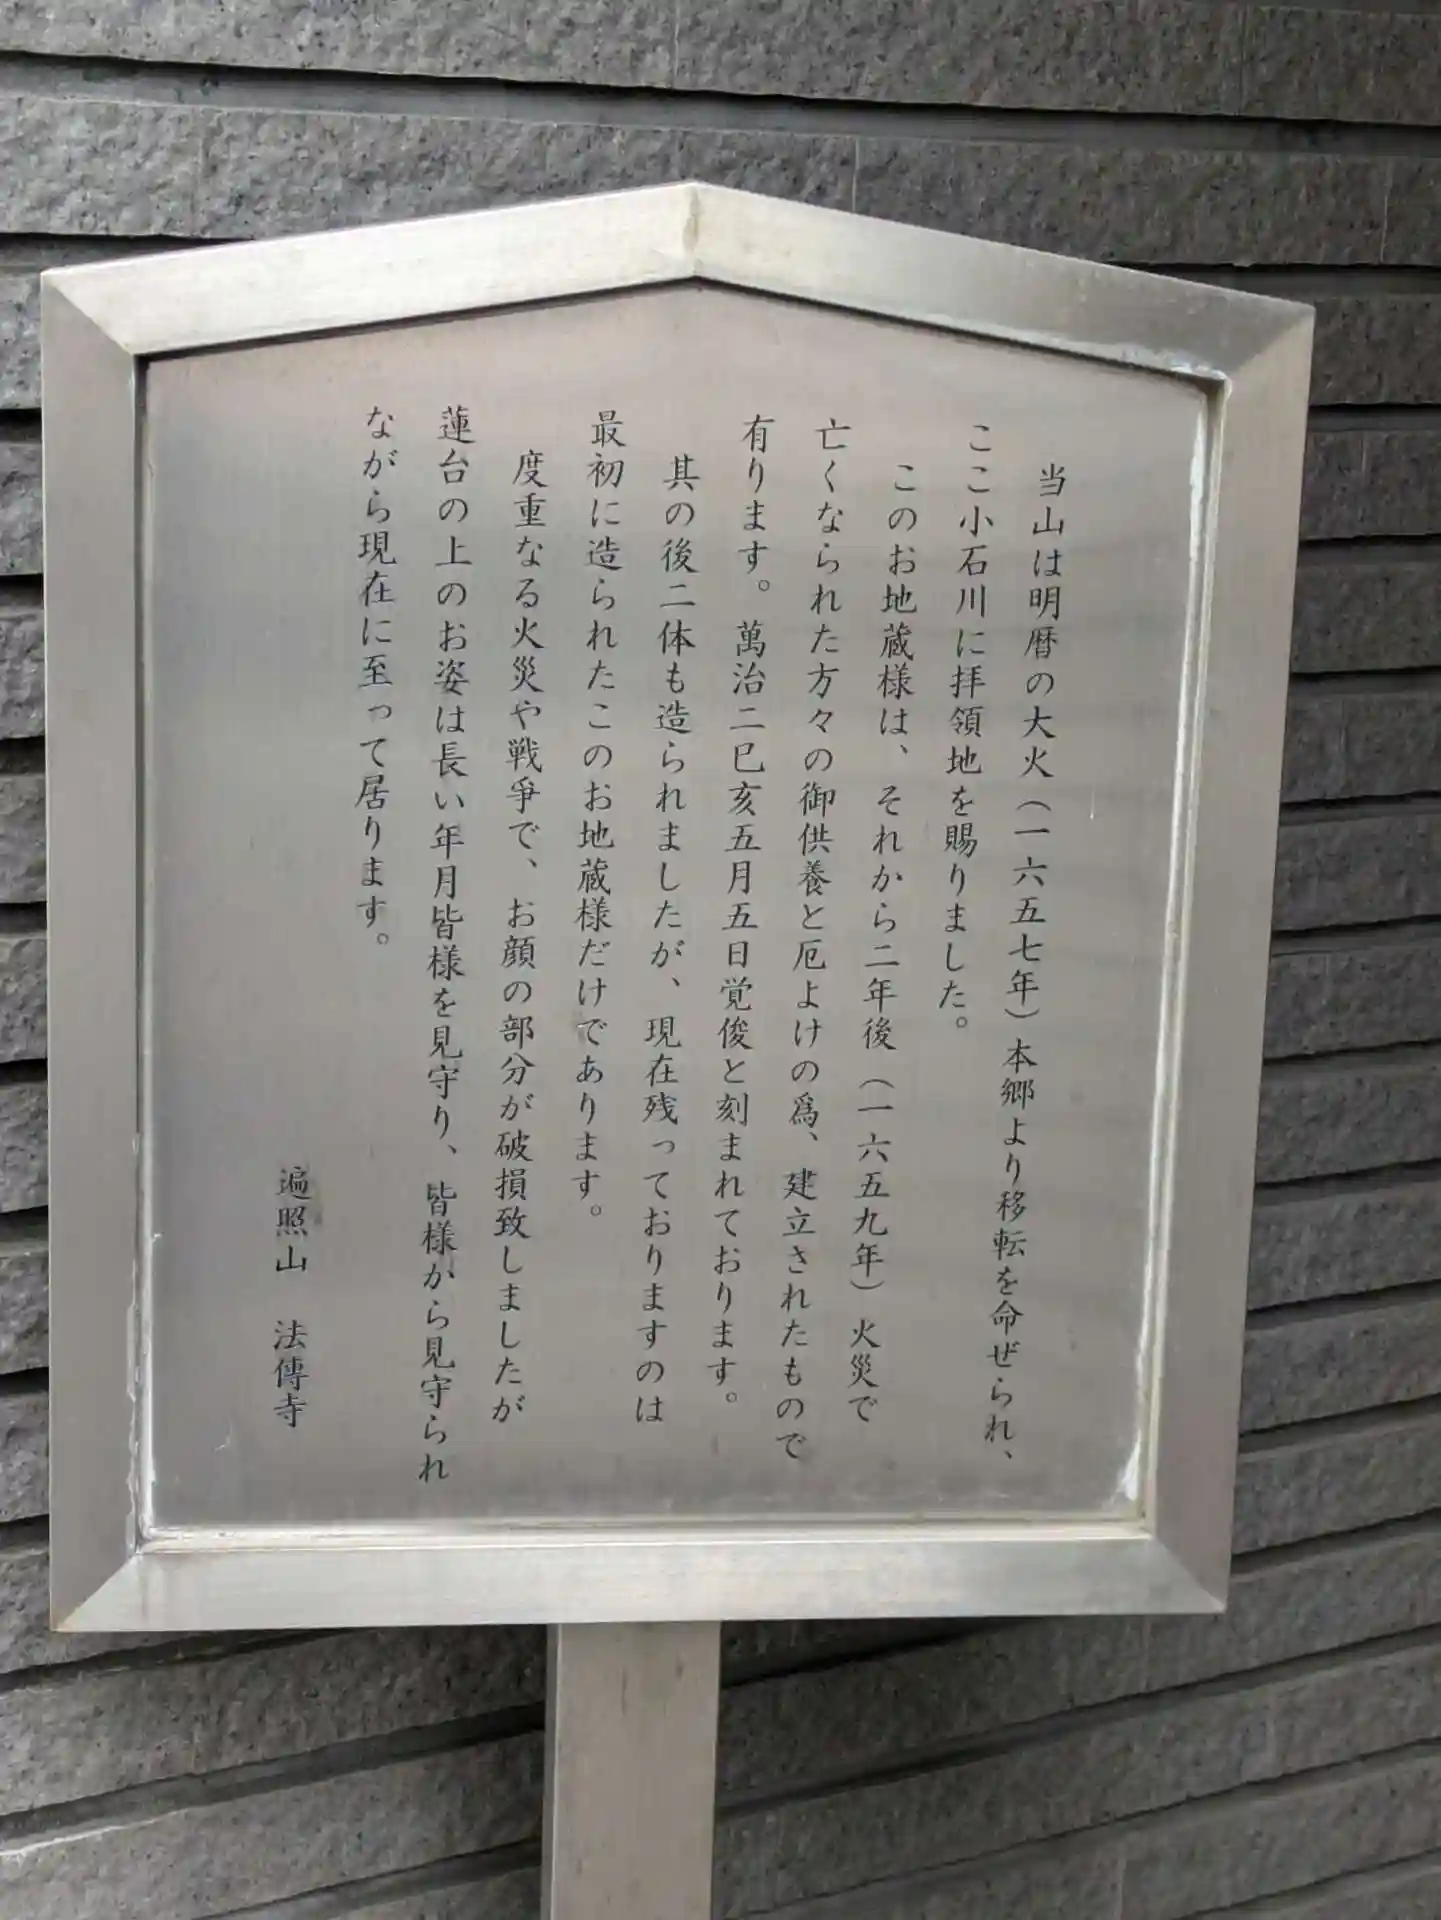 当山は明暦の大火（一六五七年）本郷より移転を命ぜられ、
ここ小石川に拝領地を賜りました。
このお地蔵様は、それから二年後（一六五九年）火災で
亡くなられた方々の御供養と厄よけの爲、建立されたもので
有ります。萬治二巳亥五月五日覚俊と刻まれております。
其の後二体も造られましたが、現在残っておりますのは
最初に造られたこのお地蔵様だけであります。
度重なる火災や戦爭で、お顔の部分が破損致しましたが
蓮台の上のお姿は長い年月皆様を見守り、皆様から見守られ
ながら現在に至って居ります。
遍照山　法傳寺